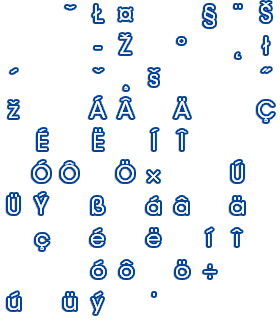 ˘ Ł ¤ § ¨ Š
- Ž ° ˛ ł
´ ˇ ¸ š ˝
ž Á Â Ä Ç
É Ë Í Î
Ó Ô Ö × Ú
Ü Ý ß á â ä
ç é ë í î
ó ô ö ÷
ú ü ý ˙